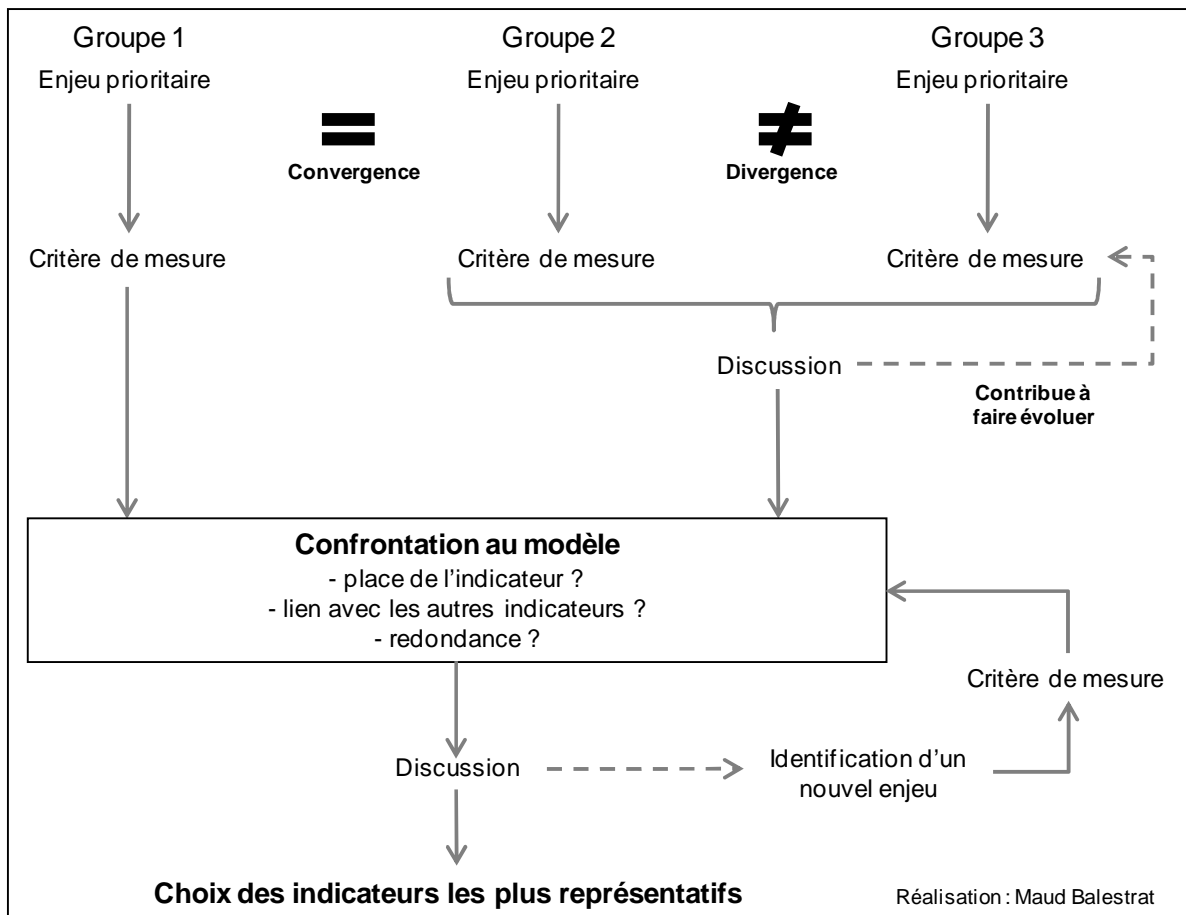 Groupe 1
Groupe 2
Groupe 3
Enjeu prioritaire
Enjeu prioritaire
Enjeu prioritaire
=
≠
Convergence
Divergence
Critère de mesure
Critère de mesure
Critère de mesure
Discussion
Contribue à
faire évoluer
Confrontation au modèle
- place de l'indicateur ?
- lien avec les autres indicateurs ?
- redondance ?
Critère de mesure
Discussion
Identification d'un
nouvel enjeu
Choix des indicateurs les plus représentatifs
Réalisation : Maud Balestrat